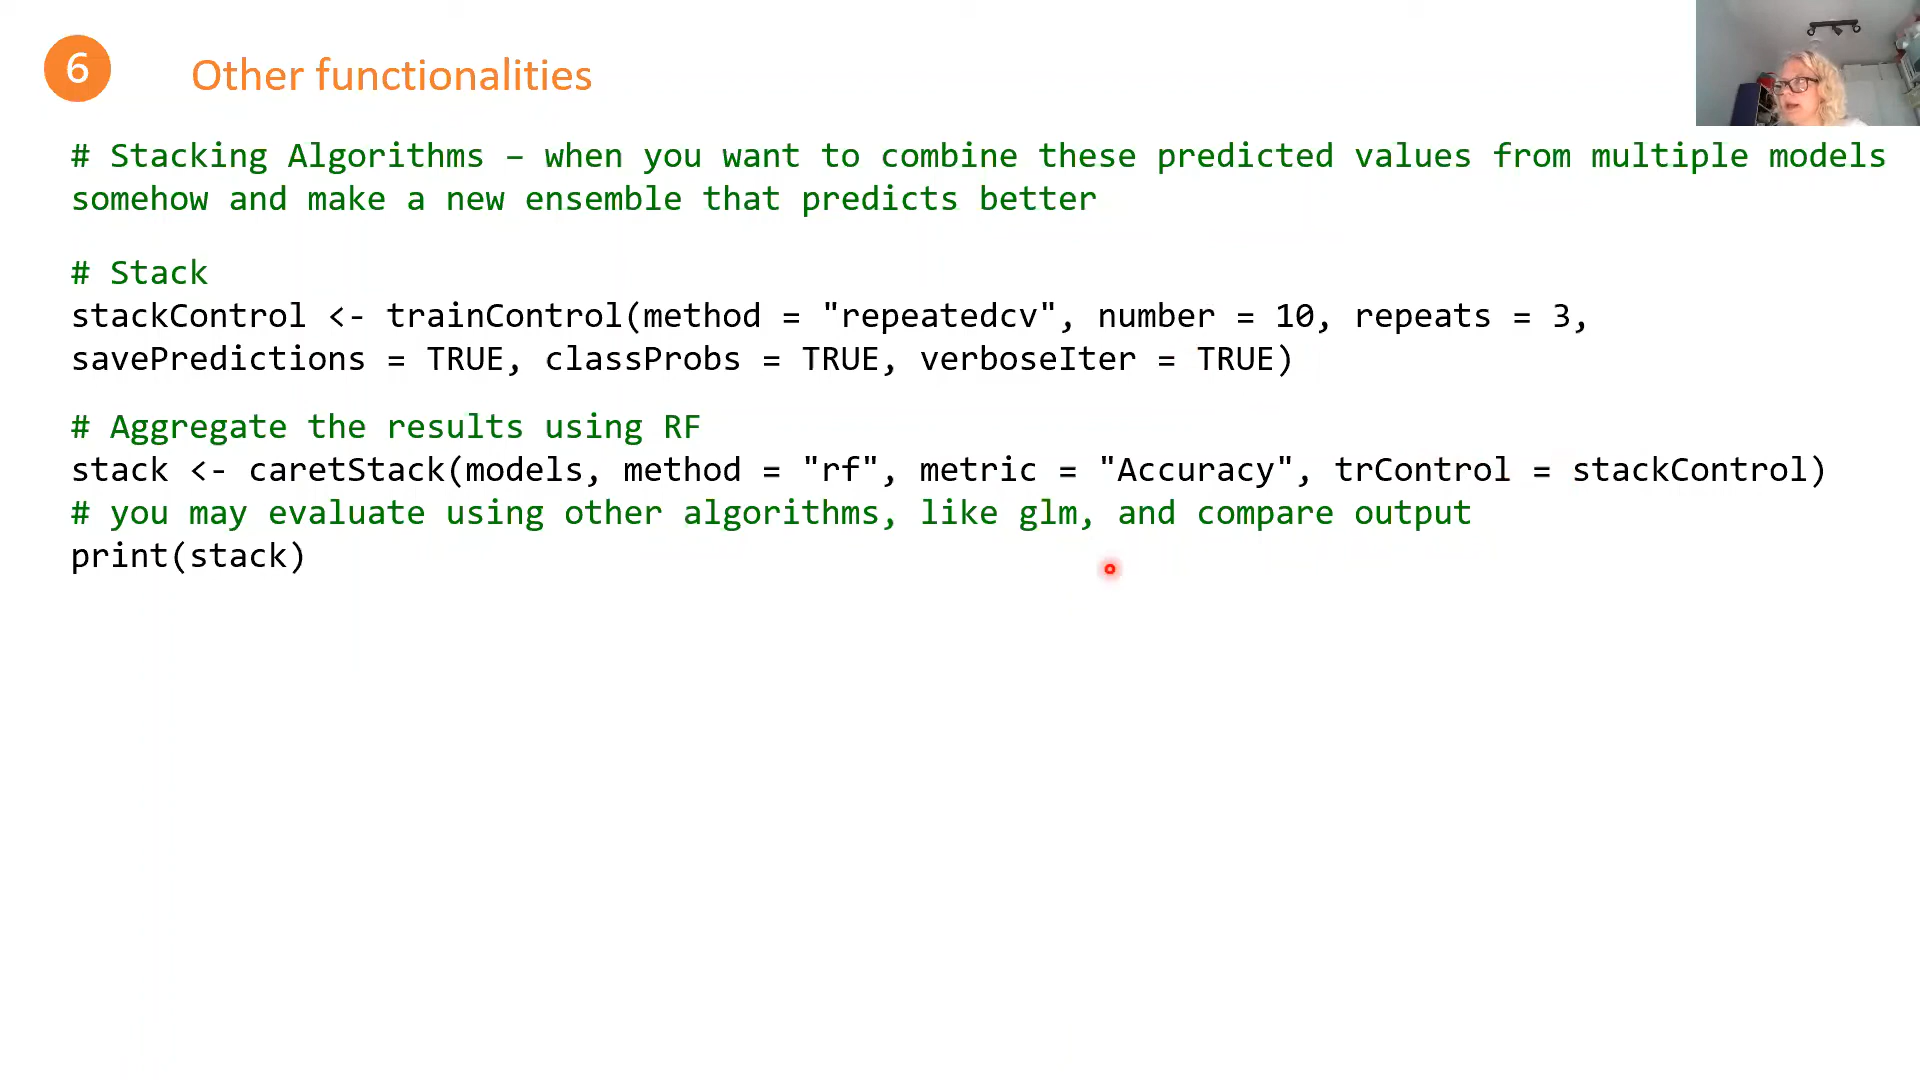 6
Other functionalities
# Stacking Algorithms – when you want to combine these predicted values from multiple models
somehow and make a new ensemble that predicts better
# Stack
stackControl <- trainControl(method = "repeatedcv", number = 10, repeats = 3,
savePredictions = TRUE, classProbs = TRUE, verboseIter = TRUE)
# Aggregate the results using RF
stack <- caretStack(models, method = "rf", metric = "Accuracy", trControl = stackControl)
# you may evaluate using other algorithms, like glm, and compare output
print(stack)